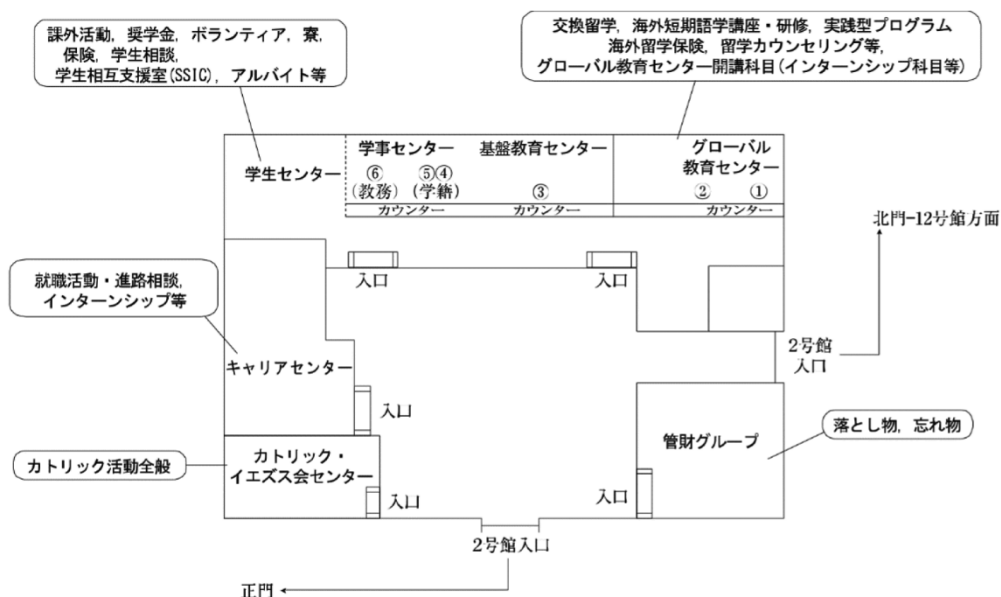 課外活動, 奨学金, ボランティア, 寮,
保険, 学生相談,
学生相互支援室(SSIC), アルバイト等
交換留学, 海外短期語学講座・研修, 実践型プログラム
海外留学保険, 留学カウンセリング等,
グローバル教育センター開講科目(インターンシップ科目等)
学生センター
学事センター
⑥
(教務)
⑤④
(学籍)
カウンター
基盤教育センター
③
カウンター
グローバル
教育センター
② ①
カウンター
北門-12号館方面
入口
入口
就職活動・進路相談,
インターンシップ等
キャリアセンター
入口
2号館
入口
管財グループ
落とし物, 忘れ物
カトリック活動全般
カトリック・
イエズス会センター
入口
入口
2号館入口
正門